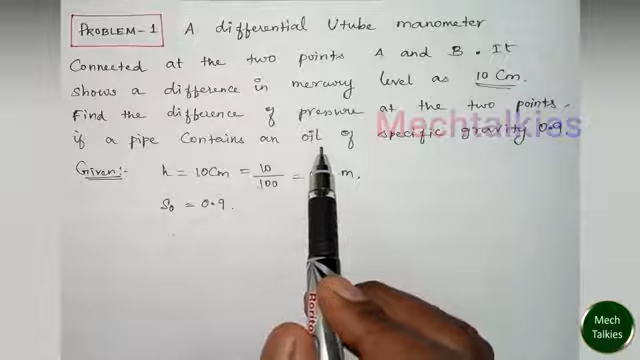 PROBLEM-1 A differential Utube manometer
Connected at the two points A and B. It
shows a difference in mercury level as 10 Cm.
Find the difference of pressure at the two points.
if a pipe Contains an oil of specific gravity 0.9
Mechtalkies
Given:- h = 10Cm = 10/100 = m.
S₀ = 0.9.
Mech
Talkies